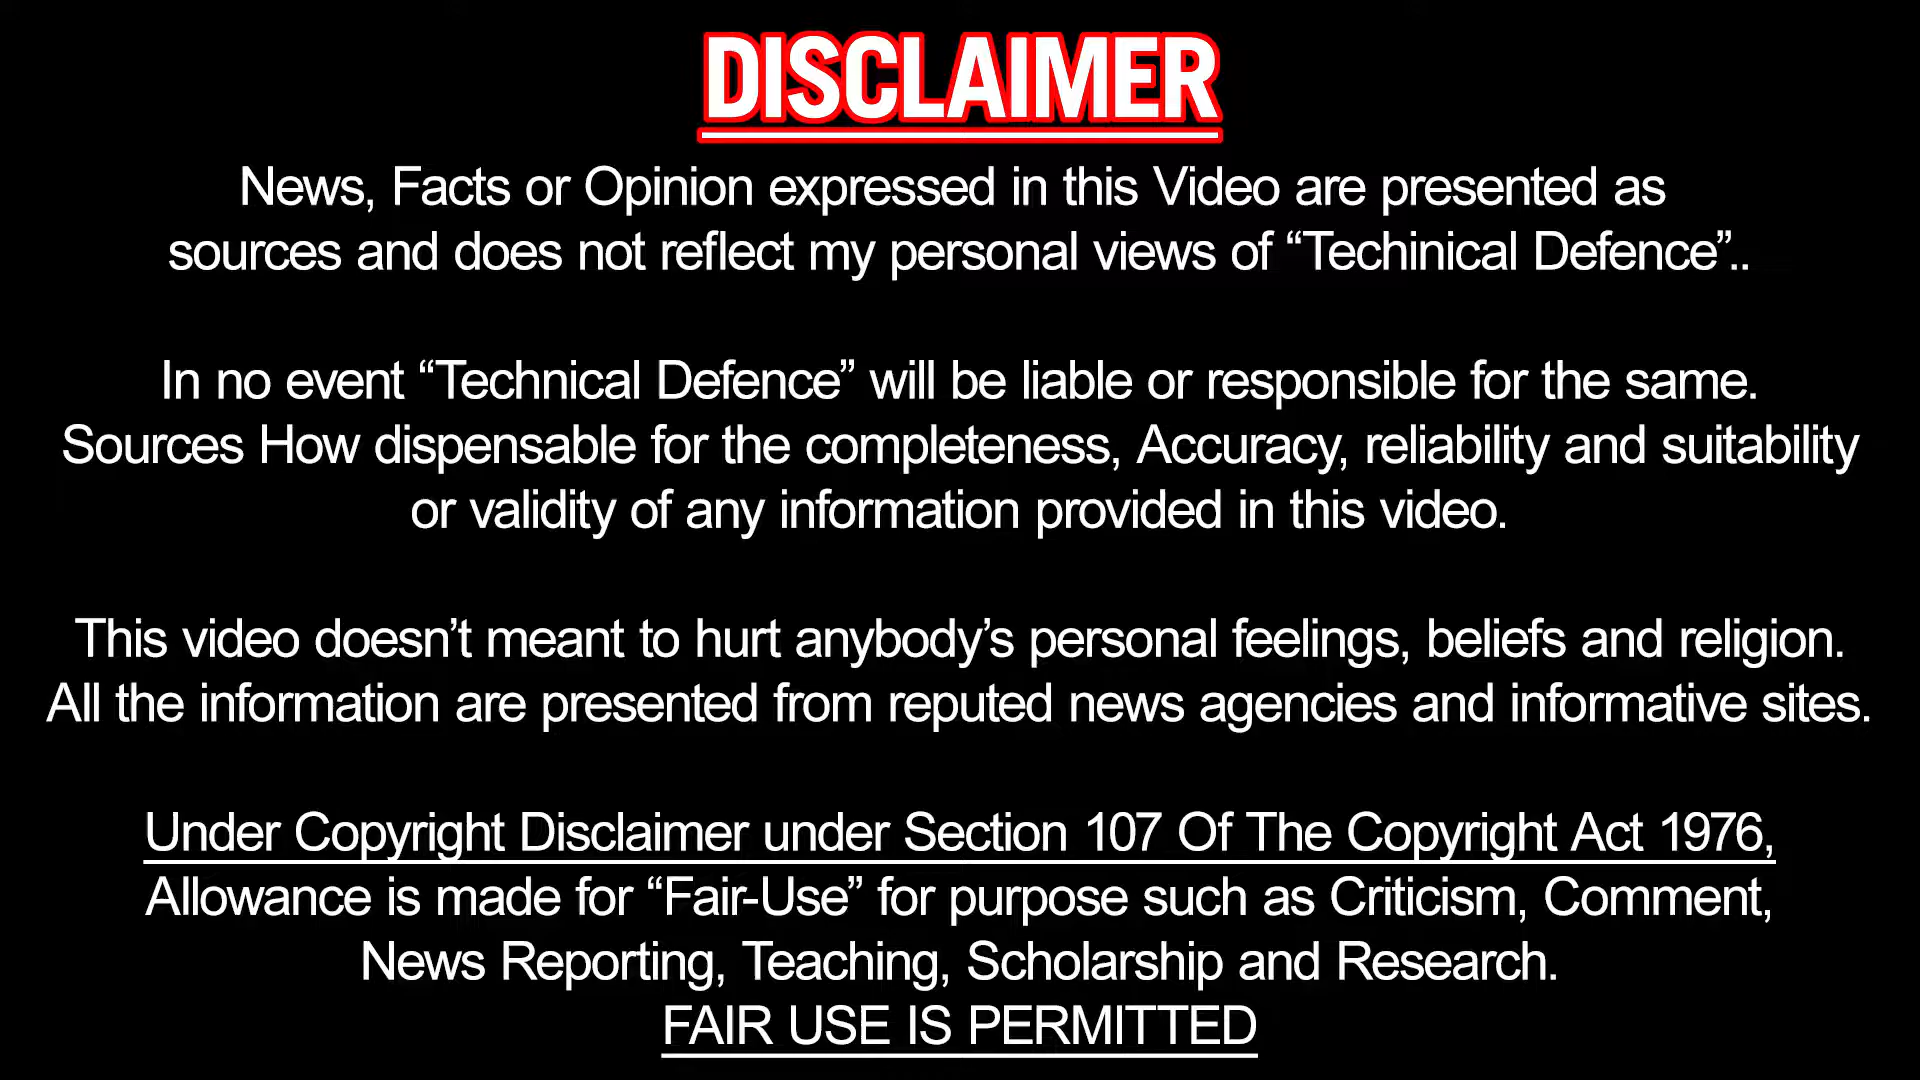 DISCLAIMER
News, Facts or Opinion expressed in this Video are presented as
sources and does not reflect my personal views of “Techinical Defence”..
In no event “Technical Defence” will be liable or responsible for the same.
Sources How dispensable for the completeness, Accuracy, reliability and suitability
or validity of any information provided in this video.
This video doesn’t meant to hurt anybody’s personal feelings, beliefs and religion.
All the information are presented from reputed news agencies and informative sites.
Under Copyright Disclaimer under Section 107 Of The Copyright Act 1976,
Allowance is made for “Fair-Use” for purpose such as Criticism, Comment,
News Reporting, Teaching, Scholarship and Research.
FAIR USE IS PERMITTED